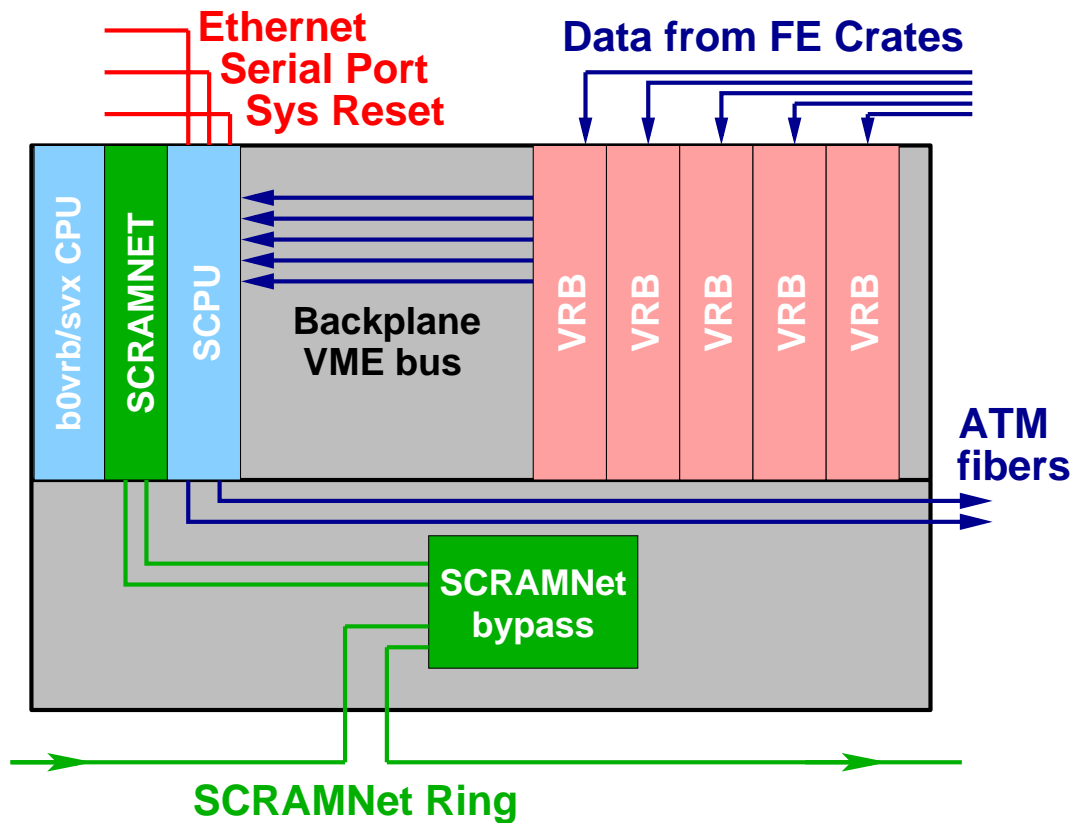 Ethernet
Serial Port
Sys Reset
Data from FE Crates
b0vrb/svx CPU
SCRAMNET
SCPU
Backplane
VME bus
VRB
VRB
VRB
VRB
VRB
ATM
fibers
SCRAMNet
bypass
SCRAMNet Ring